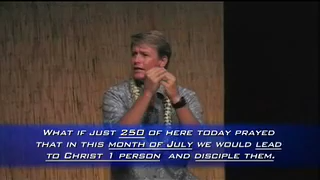 WHAT IF JUST 250 OF HERE TODAY PRAYED
THAT IN THIS MONTH OF JULY WE WOULD LEAD
TO CHRIST 1 PERSON AND DISCIPLE THEM.